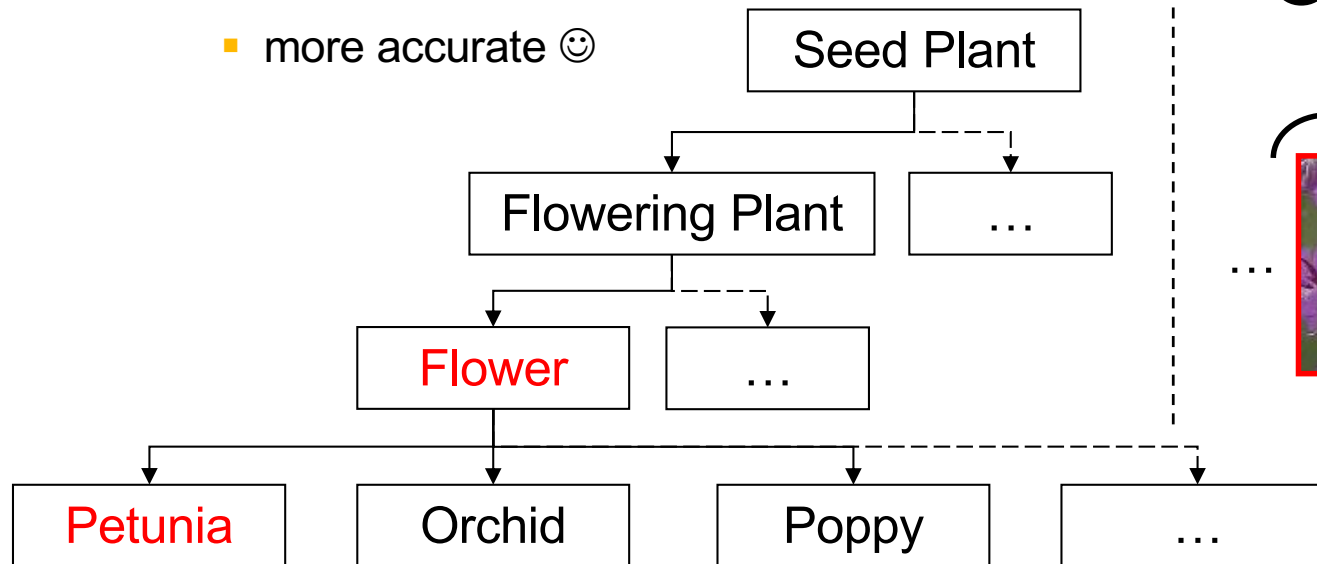 more accurate ☺
Seed Plant
Flowering Plant
…
…
Flower
…
Petunia
Orchid
Poppy
…